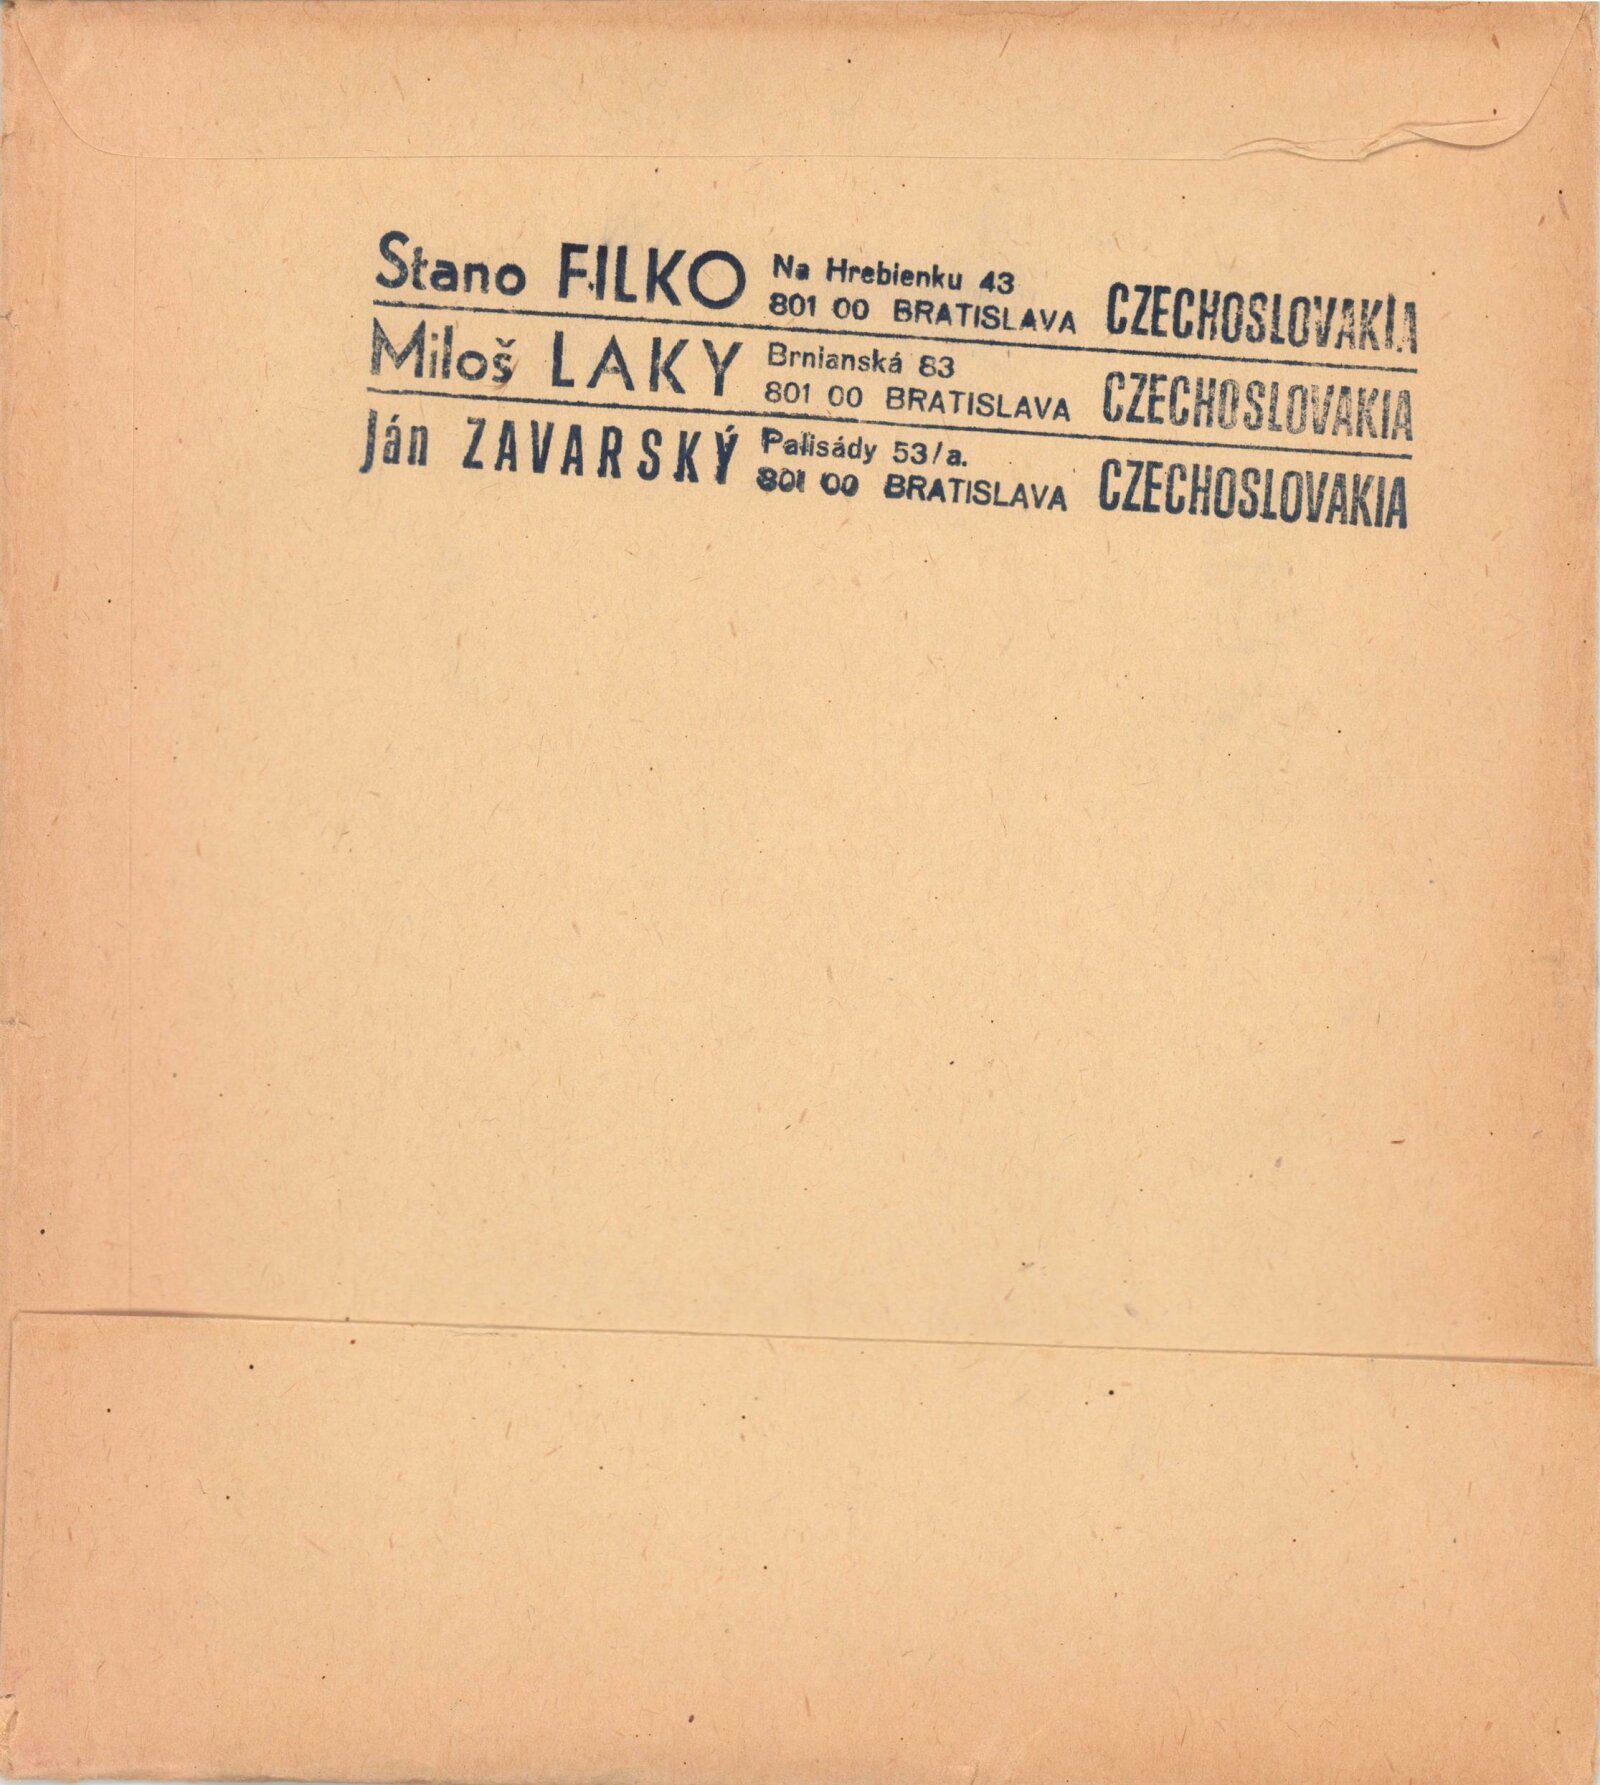 Stano FILKO Na Hrebienku 43
801 00 BRATISLAVA CZECHOSLOVAKIA
Miloš LAKY Brnianská 83
801 00 BRATISLAVA CZECHOSLOVAKIA
Ján ZAVARSKÝ Palisády 53/a.
801 00 BRATISLAVA CZECHOSLOVAKIA